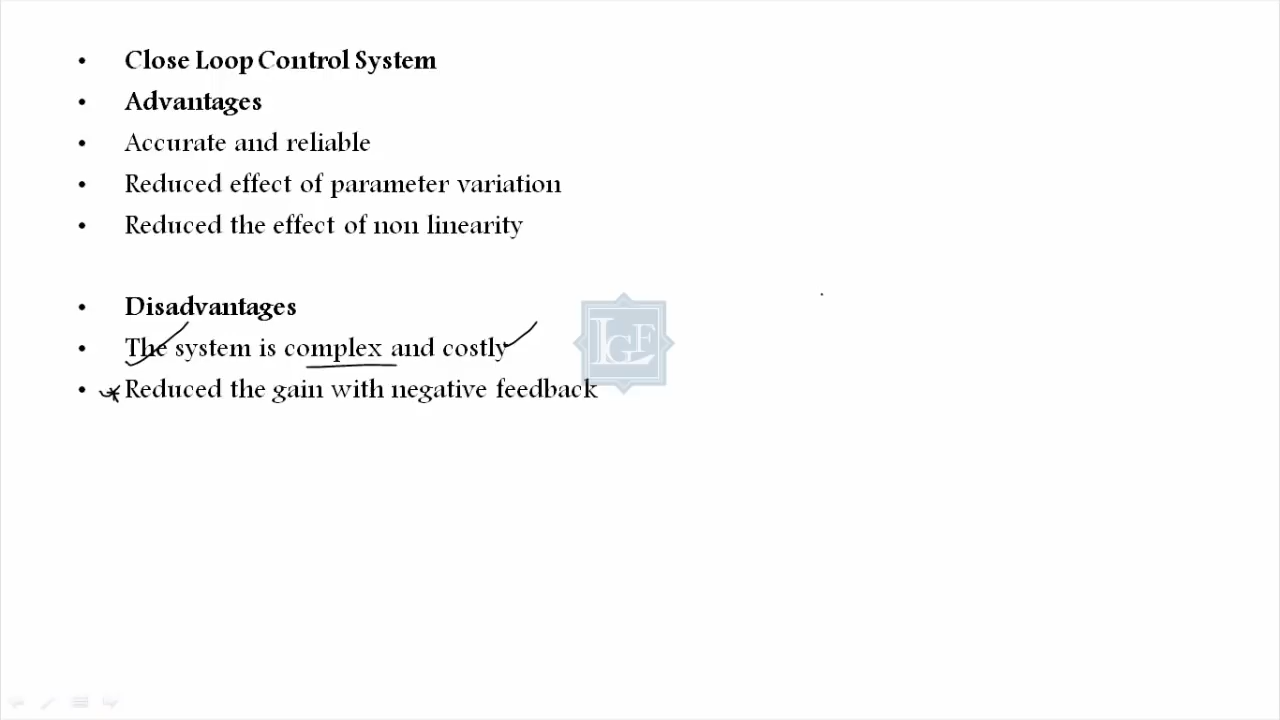 • Close Loop Control System
• Advantages
• Accurate and reliable
• Reduced effect of parameter variation
• Reduced the effect of non linearity
• Disadvantages
• The system is complex and costly
• Reduced the gain with negative feedback
LGF